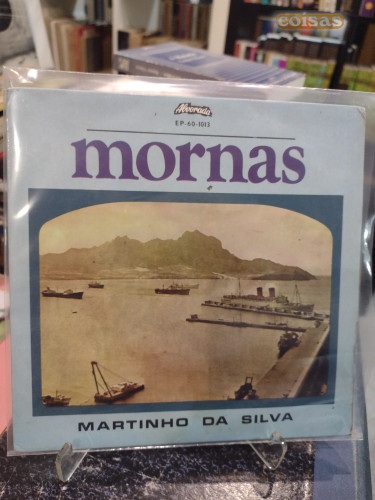 coisas
Alvorada
EP-60-1013
mornas
MARTINHO DA SILVA